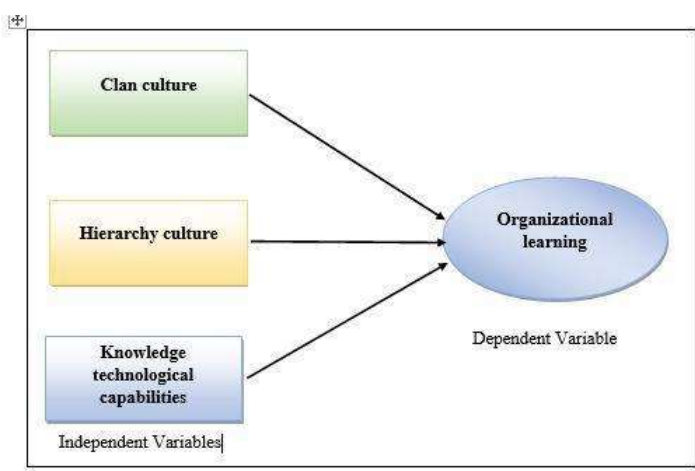 Clan culture
Hierarchy culture
Organizational
learning
Dependent Variable
Knowledge
technological
capabilities
Independent Variables